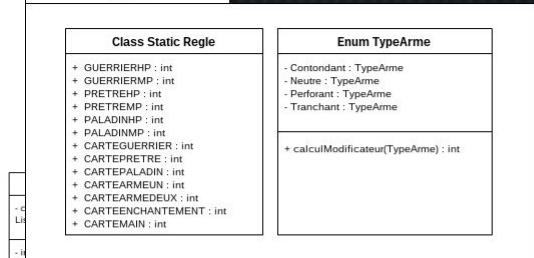 Class Static Regle
+ GUERRIERHP : int
+ GUERRIERMP : int
+ PRETREHP : int
+ PRETREMP : int
+ PALADINHP : int
+ PALADINMP : int
+ CARTEGUERRIER : int
+ CARTEPRETRE : int
+ CARTEPALADIN : int
+ CARTEARMEUN : int
+ CARTEARMEDEUX : int
+ CARTEENCHANTEMENT : int
+ CARTEMAIN : int
Enum TypeArme
- Contondant : TypeArme
- Neutre : TypeArme
- Perforant : TypeArme
- Tranchant : TypeArme
+ calculModificateur(TypeArme) : int